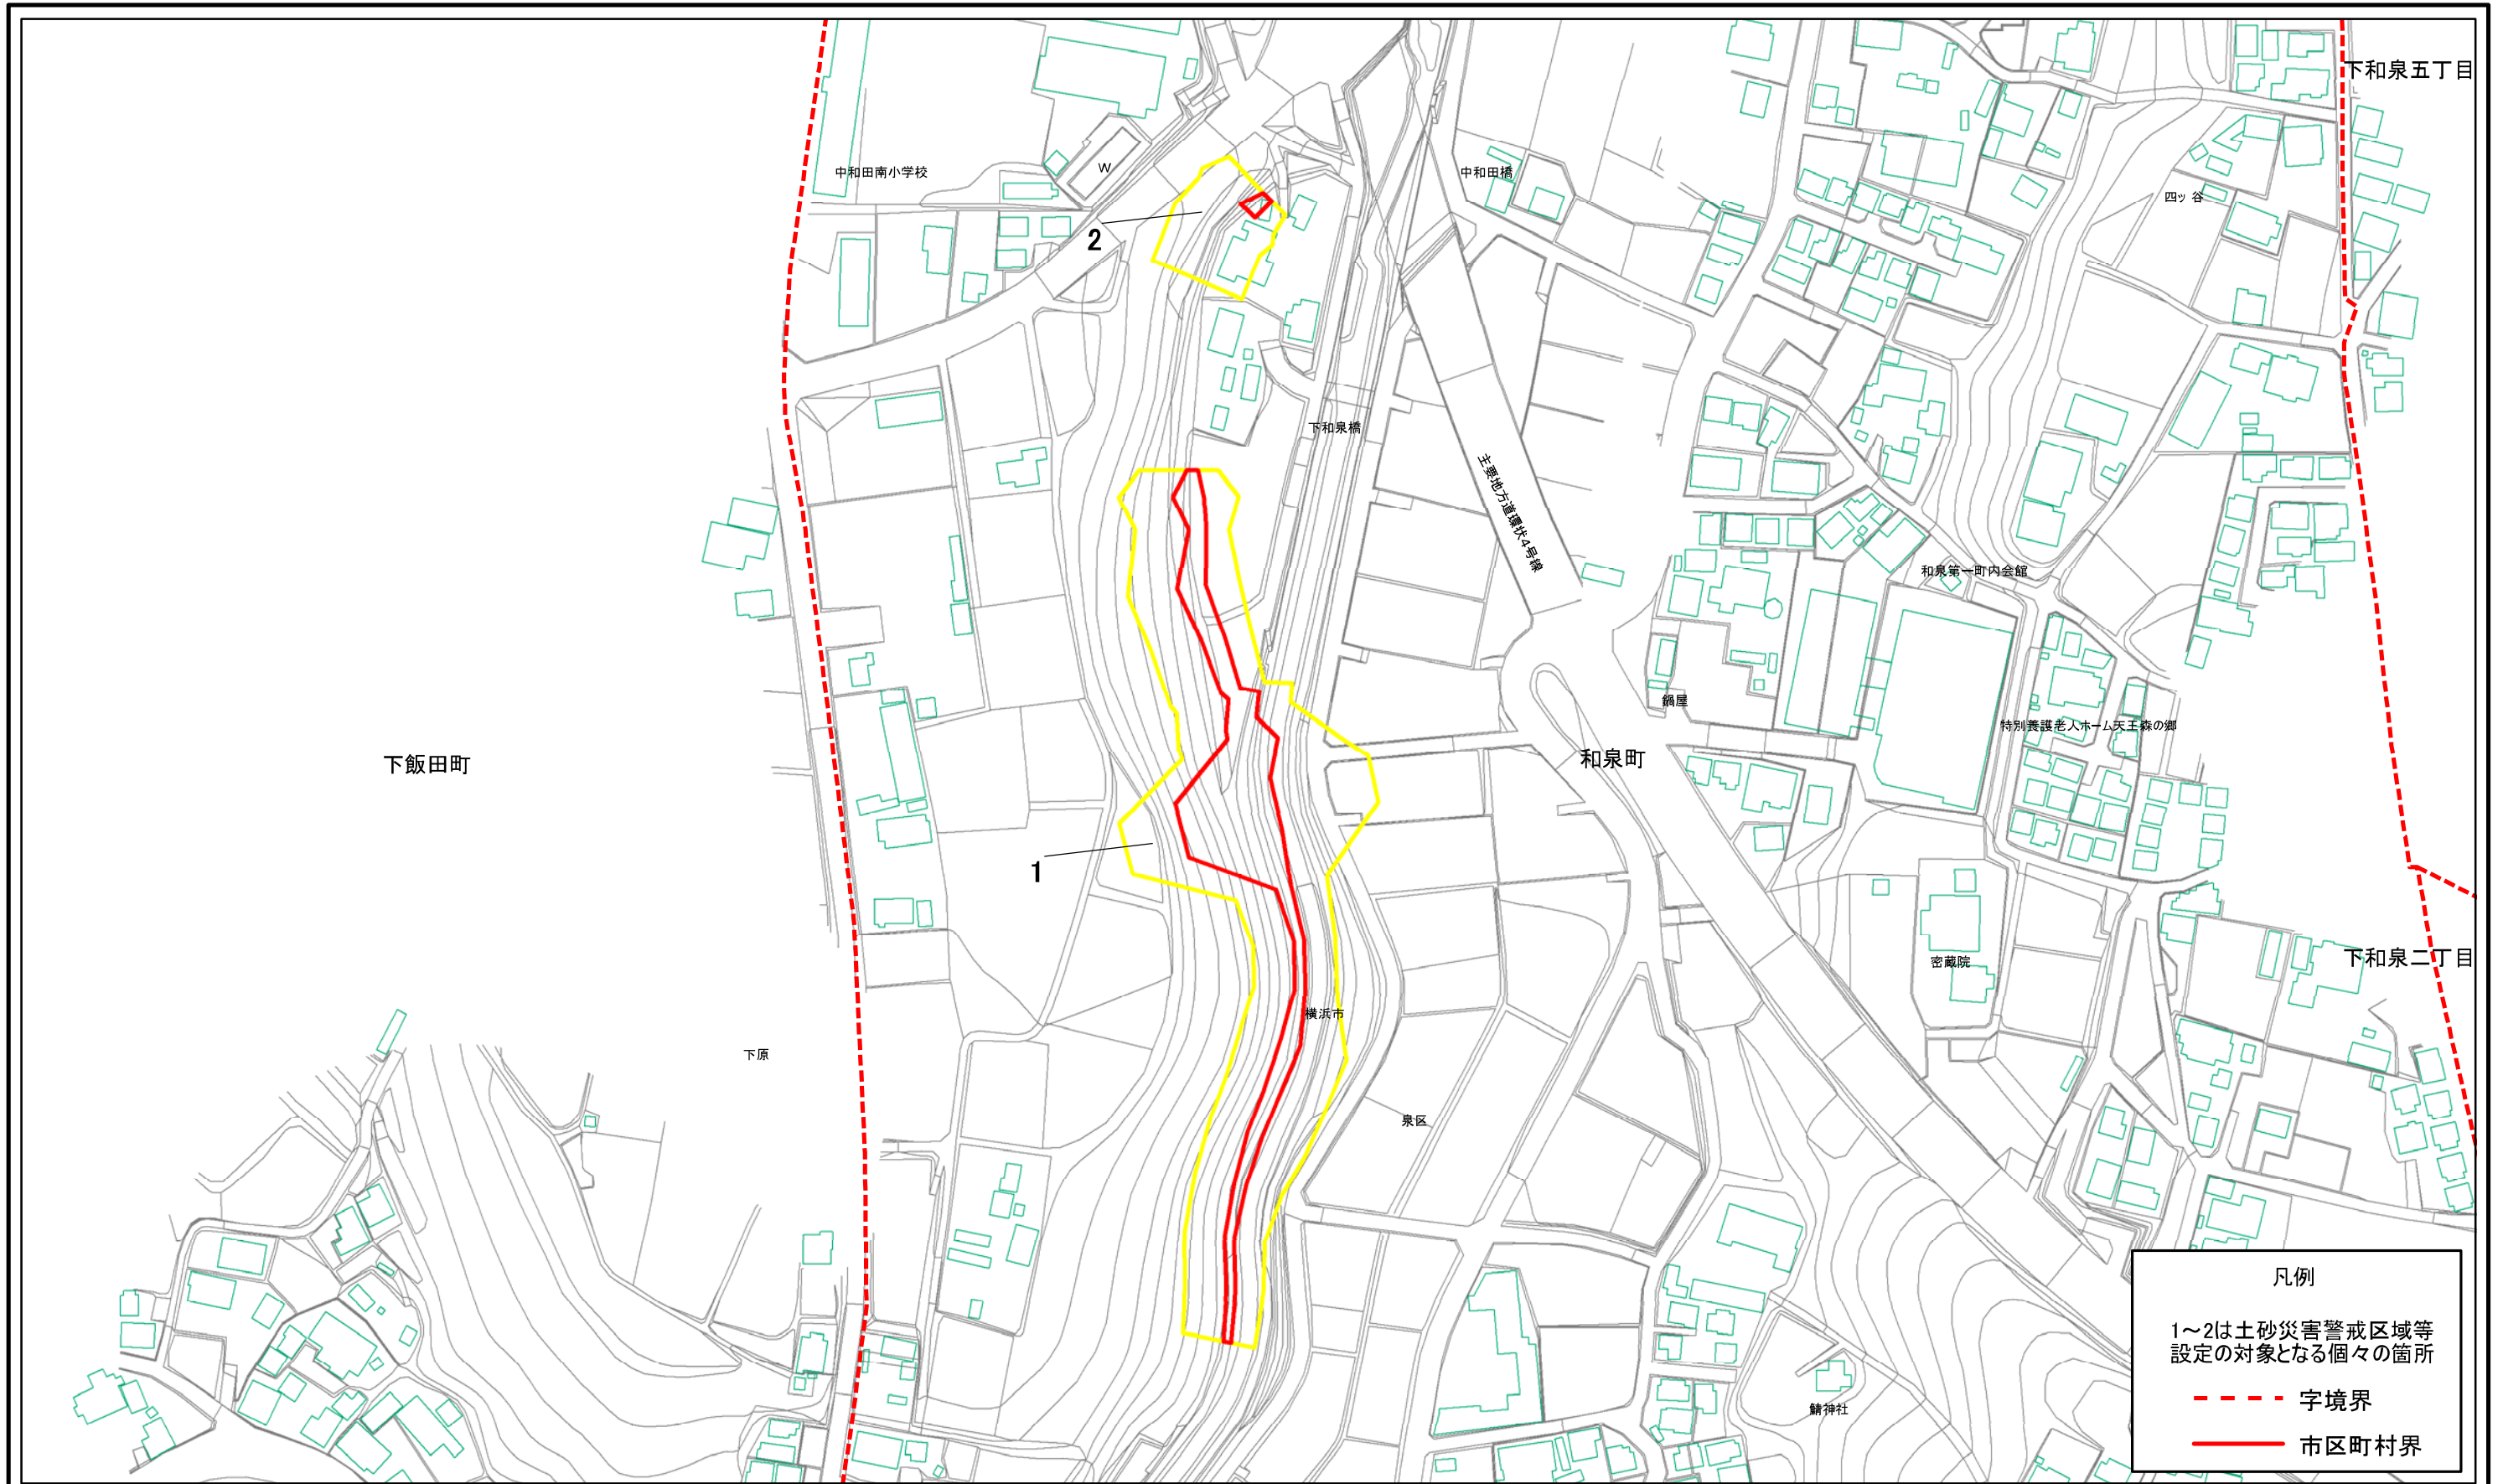 下和泉五丁目
中和田南小学校
W
中和田橋
四ッ谷
2
下和泉橋
主要地方道環状4号線
和泉第一町内会館
鍋屋
特別養護老人ホーム天王森の郷
和泉町
下飯田町
1
密蔵院
下和泉二丁目
横浜市
下原
泉区
鯖神社
凡例
1～2は土砂災害警戒区域等
設定の対象となる個々の箇所
字境界
市区町村界